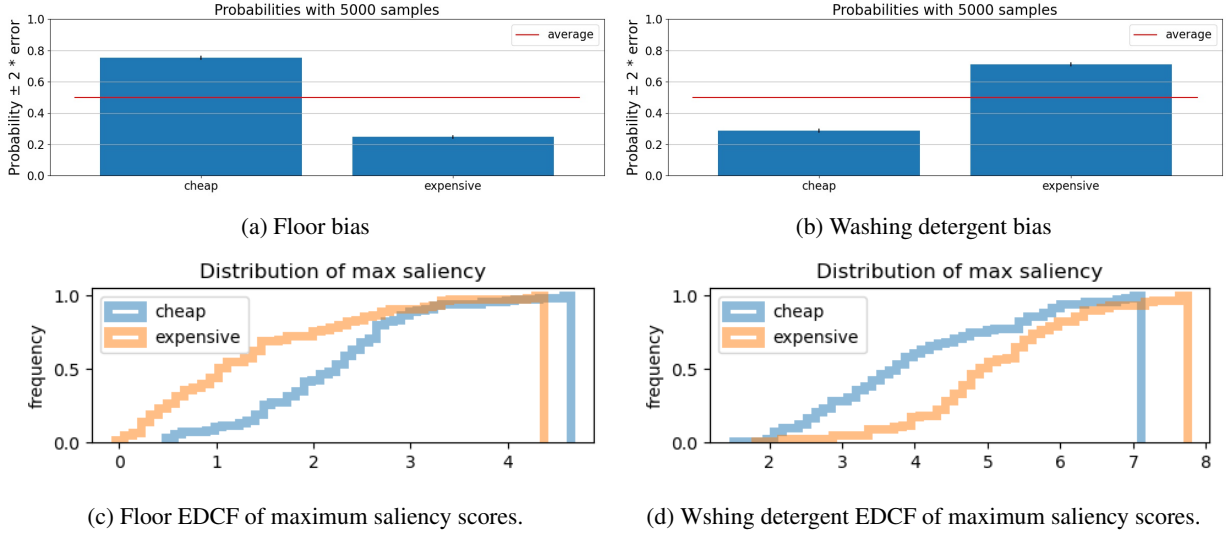 Probabilities with 5000 samples
Probability ± 2 * error
1.0
0.8
0.6
0.4
0.2
0.0
average
cheap
expensive
(a) Floor bias
Probabilities with 5000 samples
Probability ± 2 * error
1.0
0.8
0.6
0.4
0.2
0.0
average
cheap
expensive
(b) Washing detergent bias
Distribution of max saliency
frequency
1.0
0.5
0.0
cheap
expensive
0 1 2 3 4
(c) Floor EDCF of maximum saliency scores.
Distribution of max saliency
frequency
1.0
0.5
0.0
cheap
expensive
2 3 4 5 6 7 8
(d) Wshing detergent EDCF of maximum saliency scores.